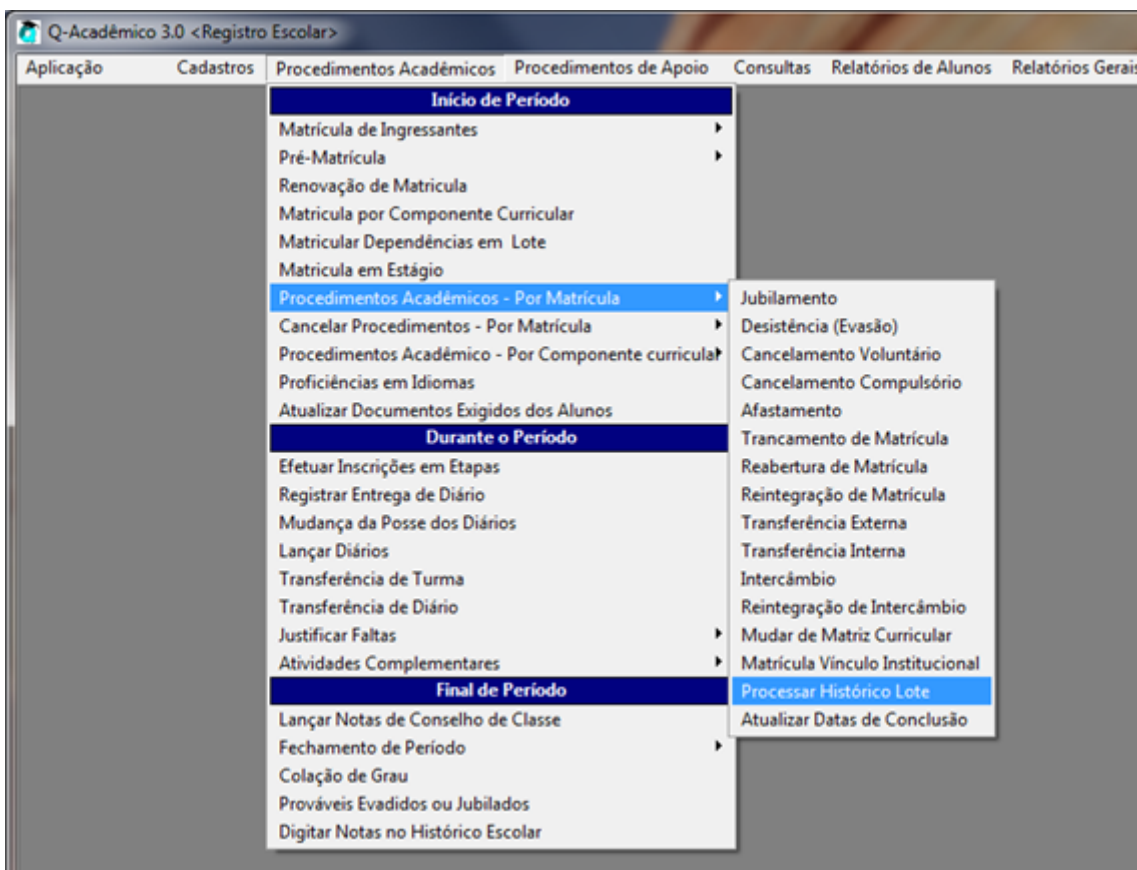 Q-Acadêmico 3.0 <Registro Escolar>
Aplicação Cadastros Procedimentos Acadêmicos Procedimentos de Apoio Consultas Relatórios de Alunos Relatórios Gerais
Início de Período
Matrícula de Ingressantes
Pré-Matrícula
Renovação de Matricula
Matricula por Componente Curricular
Matricular Dependências em Lote
Matricula em Estágio
Procedimentos Acadêmicos - Por Matrícula
Cancelar Procedimentos - Por Matrícula
Procedimentos Acadêmico - Por Componente curricular
Proficiências em Idiomas
Atualizar Documentos Exigidos dos Alunos
Durante o Período
Efetuar Inscrições em Etapas
Registrar Entrega de Diário
Mudança da Posse dos Diários
Lançar Diários
Transferência de Turma
Transferência de Diário
Justificar Faltas
Atividades Complementares
Final de Período
Lançar Notas de Conselho de Classe
Fechamento de Período
Colação de Grau
Prováveis Evadidos ou Jubilados
Digitar Notas no Histórico Escolar
Jubilamento
Desistência (Evasão)
Cancelamento Voluntário
Cancelamento Compulsório
Afastamento
Trancamento de Matrícula
Reabertura de Matrícula
Reintegração de Matrícula
Transferência Externa
Transferência Interna
Intercâmbio
Reintegração de Intercâmbio
Mudar de Matriz Curricular
Matrícula Vínculo Institucional
Processar Histórico Lote
Atualizar Datas de Conclusão